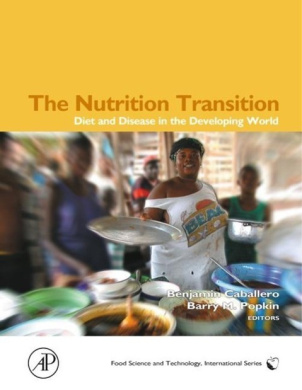 The Nutrition Transition
Diet and Disease in the Developing World
Benjamin Caballero
Barry M. Popkin
EDITORS
AP
Food Science and Technology, International Series